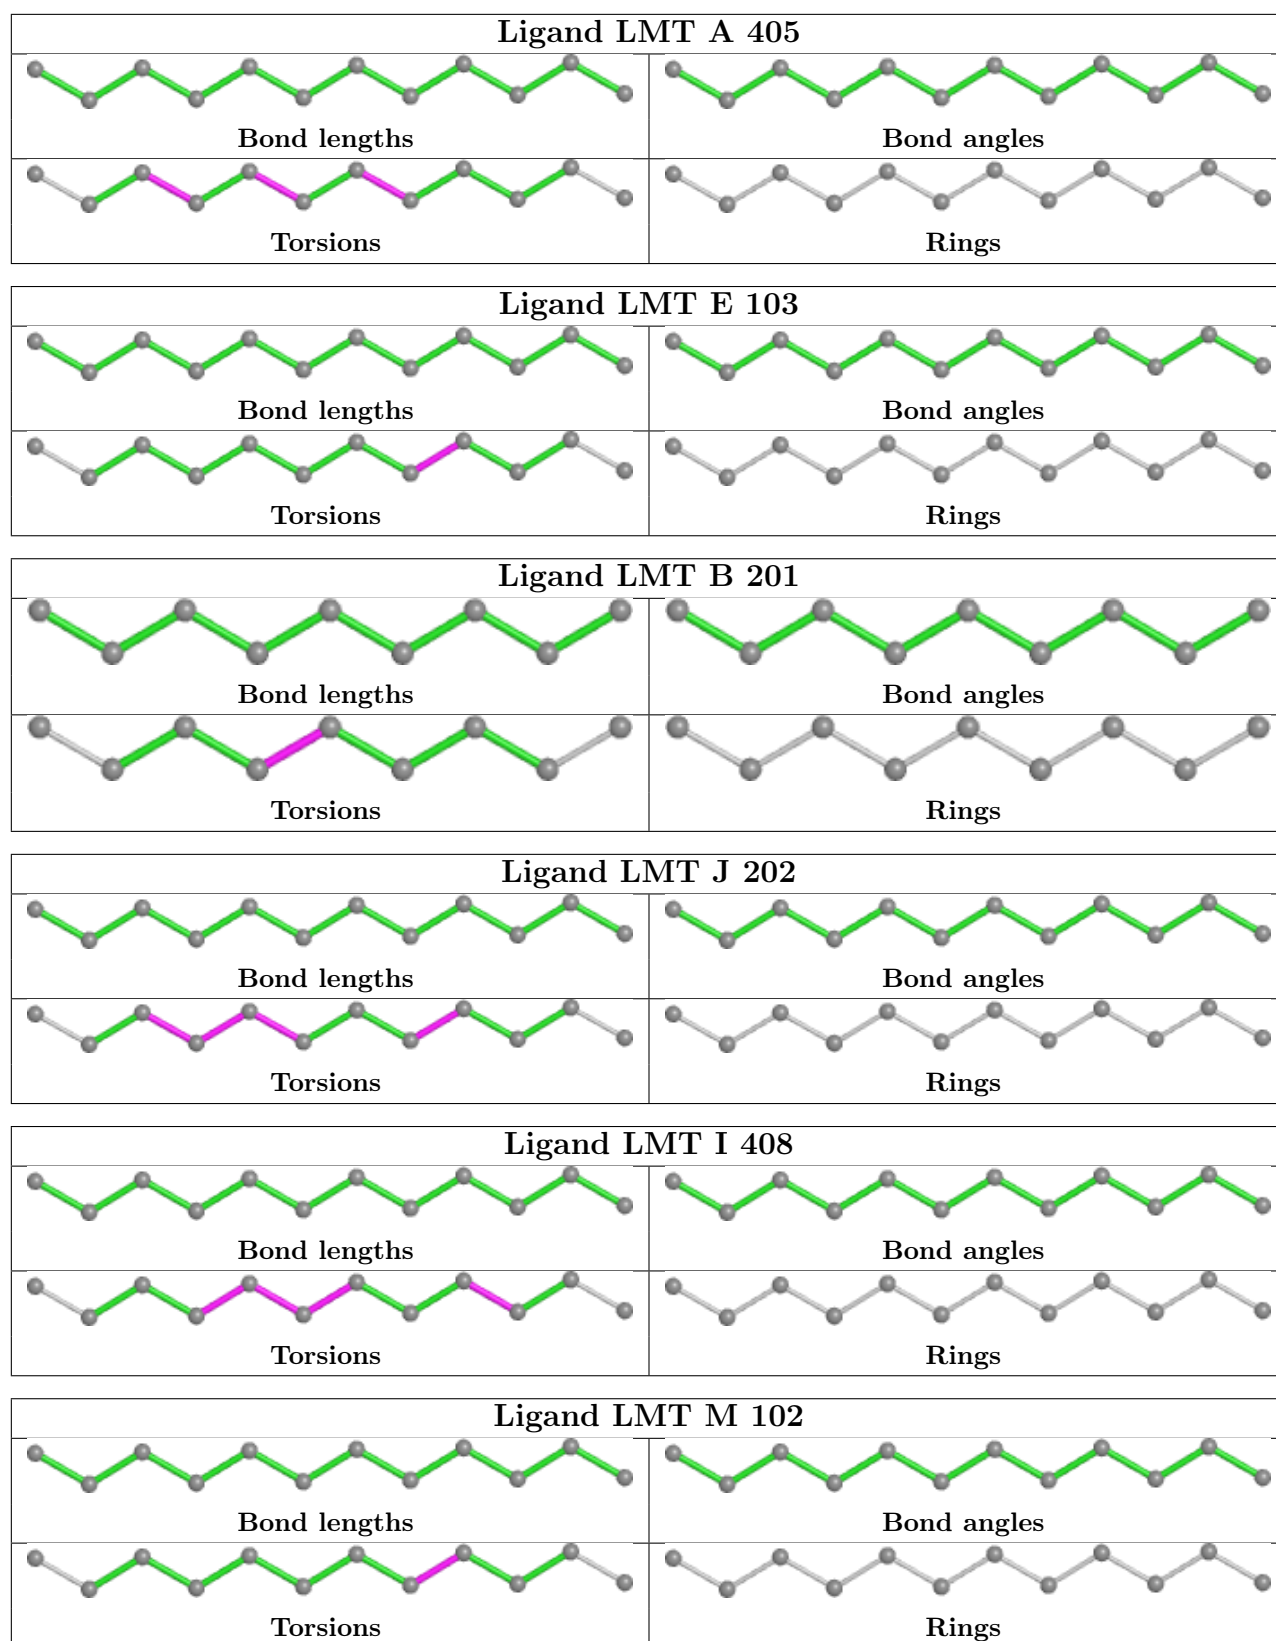 Ligand LMT A 405
Bond lengths
Bond angles
Torsions
Rings
Ligand LMT E 103
Bond lengths
Bond angles
Torsions
Rings
Ligand LMT B 201
Bond lengths
Bond angles
Torsions
Rings
Ligand LMT J 202
Bond lengths
Bond angles
Torsions
Rings
Ligand LMT I 408
Bond lengths
Bond angles
Torsions
Rings
Ligand LMT M 102
Bond lengths
Bond angles
Torsions
Rings